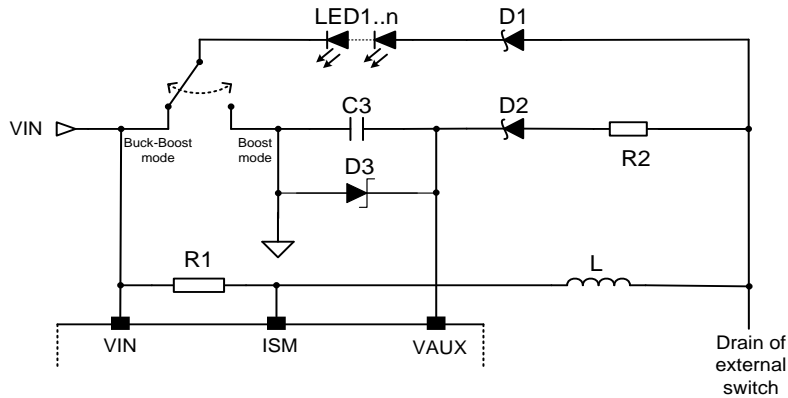 LED1..n
D1
C3
D2
VIN
Buck-Boost
mode
Boost
mode
D3
R2
R1
L
VIN
ISM
VAUX
Drain of
external
switch